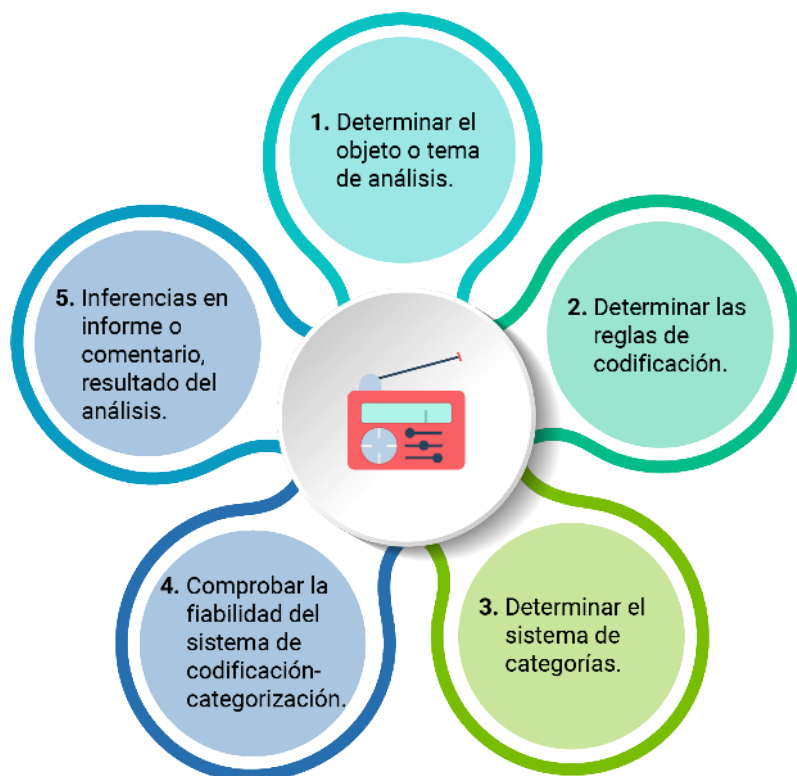 1. Determinar el
objeto o tema
de análisis.
2. Determinar las
reglas de
codificación.
3. Determinar el
sistema de
categorías.
4. Comprobar la
fiabilidad del
sistema de
codificación-
categorización.
5. Inferencias en
informe o
comentario,
resultado del
análisis.